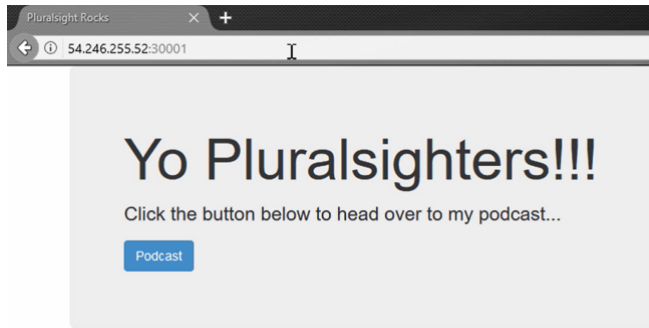 Pluralsight Rocks
54.246.255.52:30001
Yo Pluralsighters!!!
Click the button below to head over to my podcast...
Podcast